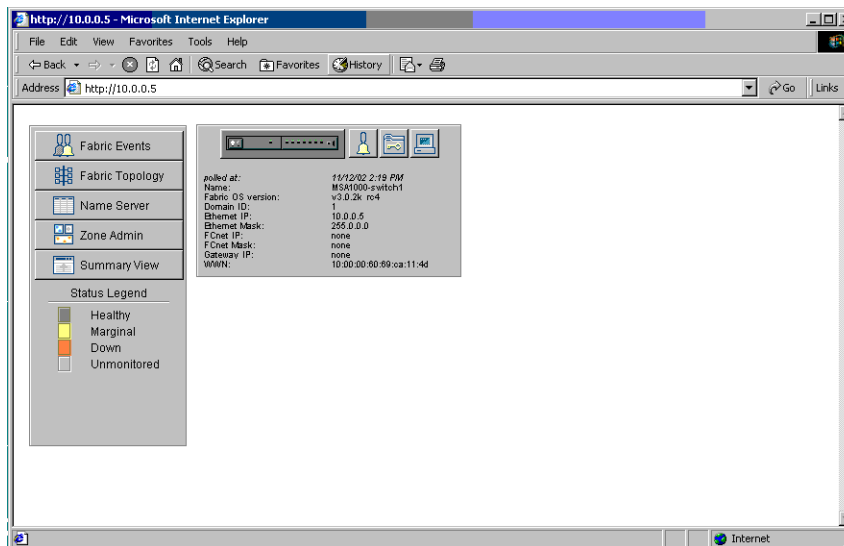 http://10.0.0.5 - Microsoft Internet Explorer
File Edit View Favorites Tools Help
Back Search Favorites History
Address http://10.0.0.5 Go Links
Fabric Events
Fabric Topology
Name Server
Zone Admin
Summary View
Status Legend
Healthy
Marginal
Down
Unmonitored
polled at: 11/12/02 2:19 PM
Name: MSA1000-switch1
Fabric OS version: v3.0.2k rc4
Domain ID: 1
Ethernet IP: 10.0.0.5
Ethernet Mask: 255.0.0.0
FCnet IP: none
FCnet Mask: none
Gateway IP: none
WWN: 10:00:00:60:69:ca:11:4d
Internet